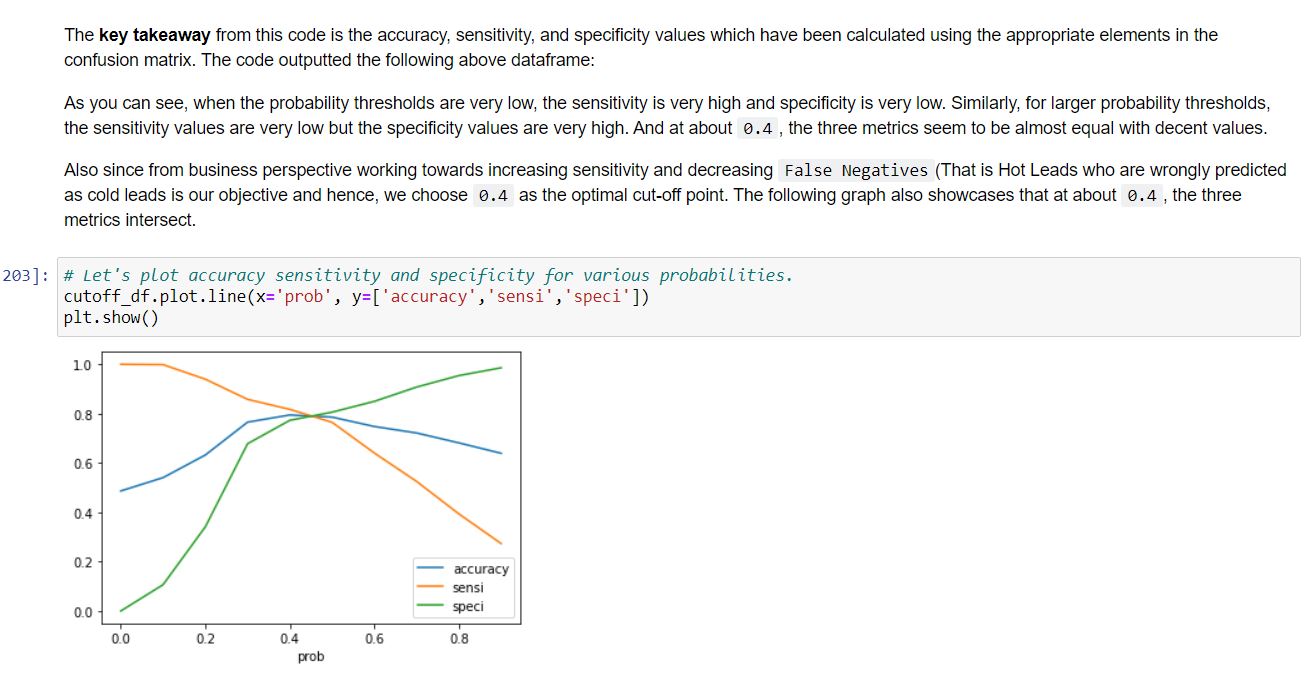 The key takeaway from this code is the accuracy, sensitivity, and specificity values which have been calculated using the appropriate elements in the
confusion matrix. The code outputted the following above dataframe:
As you can see, when the probability thresholds are very low, the sensitivity is very high and specificity is very low. Similarly, for larger probability thresholds,
the sensitivity values are very low but the specificity values are very high. And at about 0.4 , the three metrics seem to be almost equal with decent values.
Also since from business perspective working towards increasing sensitivity and decreasing False Negatives (That is Hot Leads who are wrongly predicted
as cold leads is our objective and hence, we choose 0.4 as the optimal cut-off point. The following graph also showcases that at about 0.4 , the three
metrics intersect.
203]: # Let's plot accuracy sensitivity and specificity for various probabilities.
cutoff_df.plot.line(x='prob', y=['accuracy','sensi','speci'])
plt.show()
1.0
0.8
0.6
0.4
0.2
0.0
accuracy
sensi
speci
0.0 0.2 0.4 0.6 0.8
prob